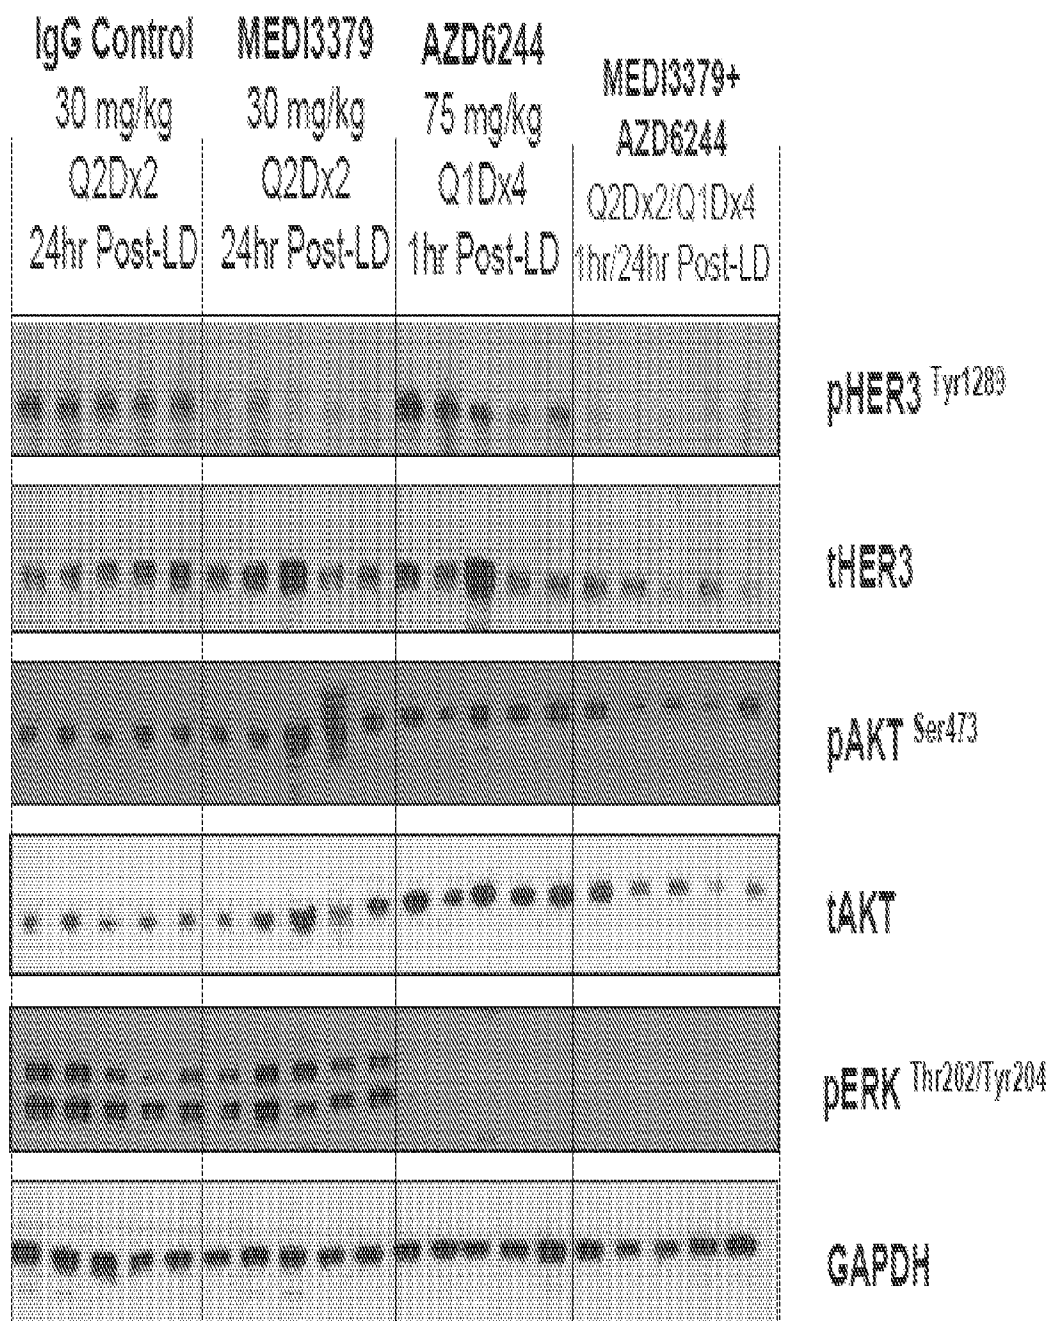 IgG Control
30 mg/kg
Q2Dx2
24hr Post-LD
MEDI3379
30 mg/kg
Q2Dx2
24hr Post-LD
AZD6244
75 mg/kg
Q1Dx4
1hr Post-LD
MEDI3379+
AZD6244
Q2Dx2/Q1Dx4
1hr/24hr Post-LD
pHER3 Tyr1289
tHER3
pAKT Ser473
tAKT
pERK Thr202/Tyr204
GAPDH